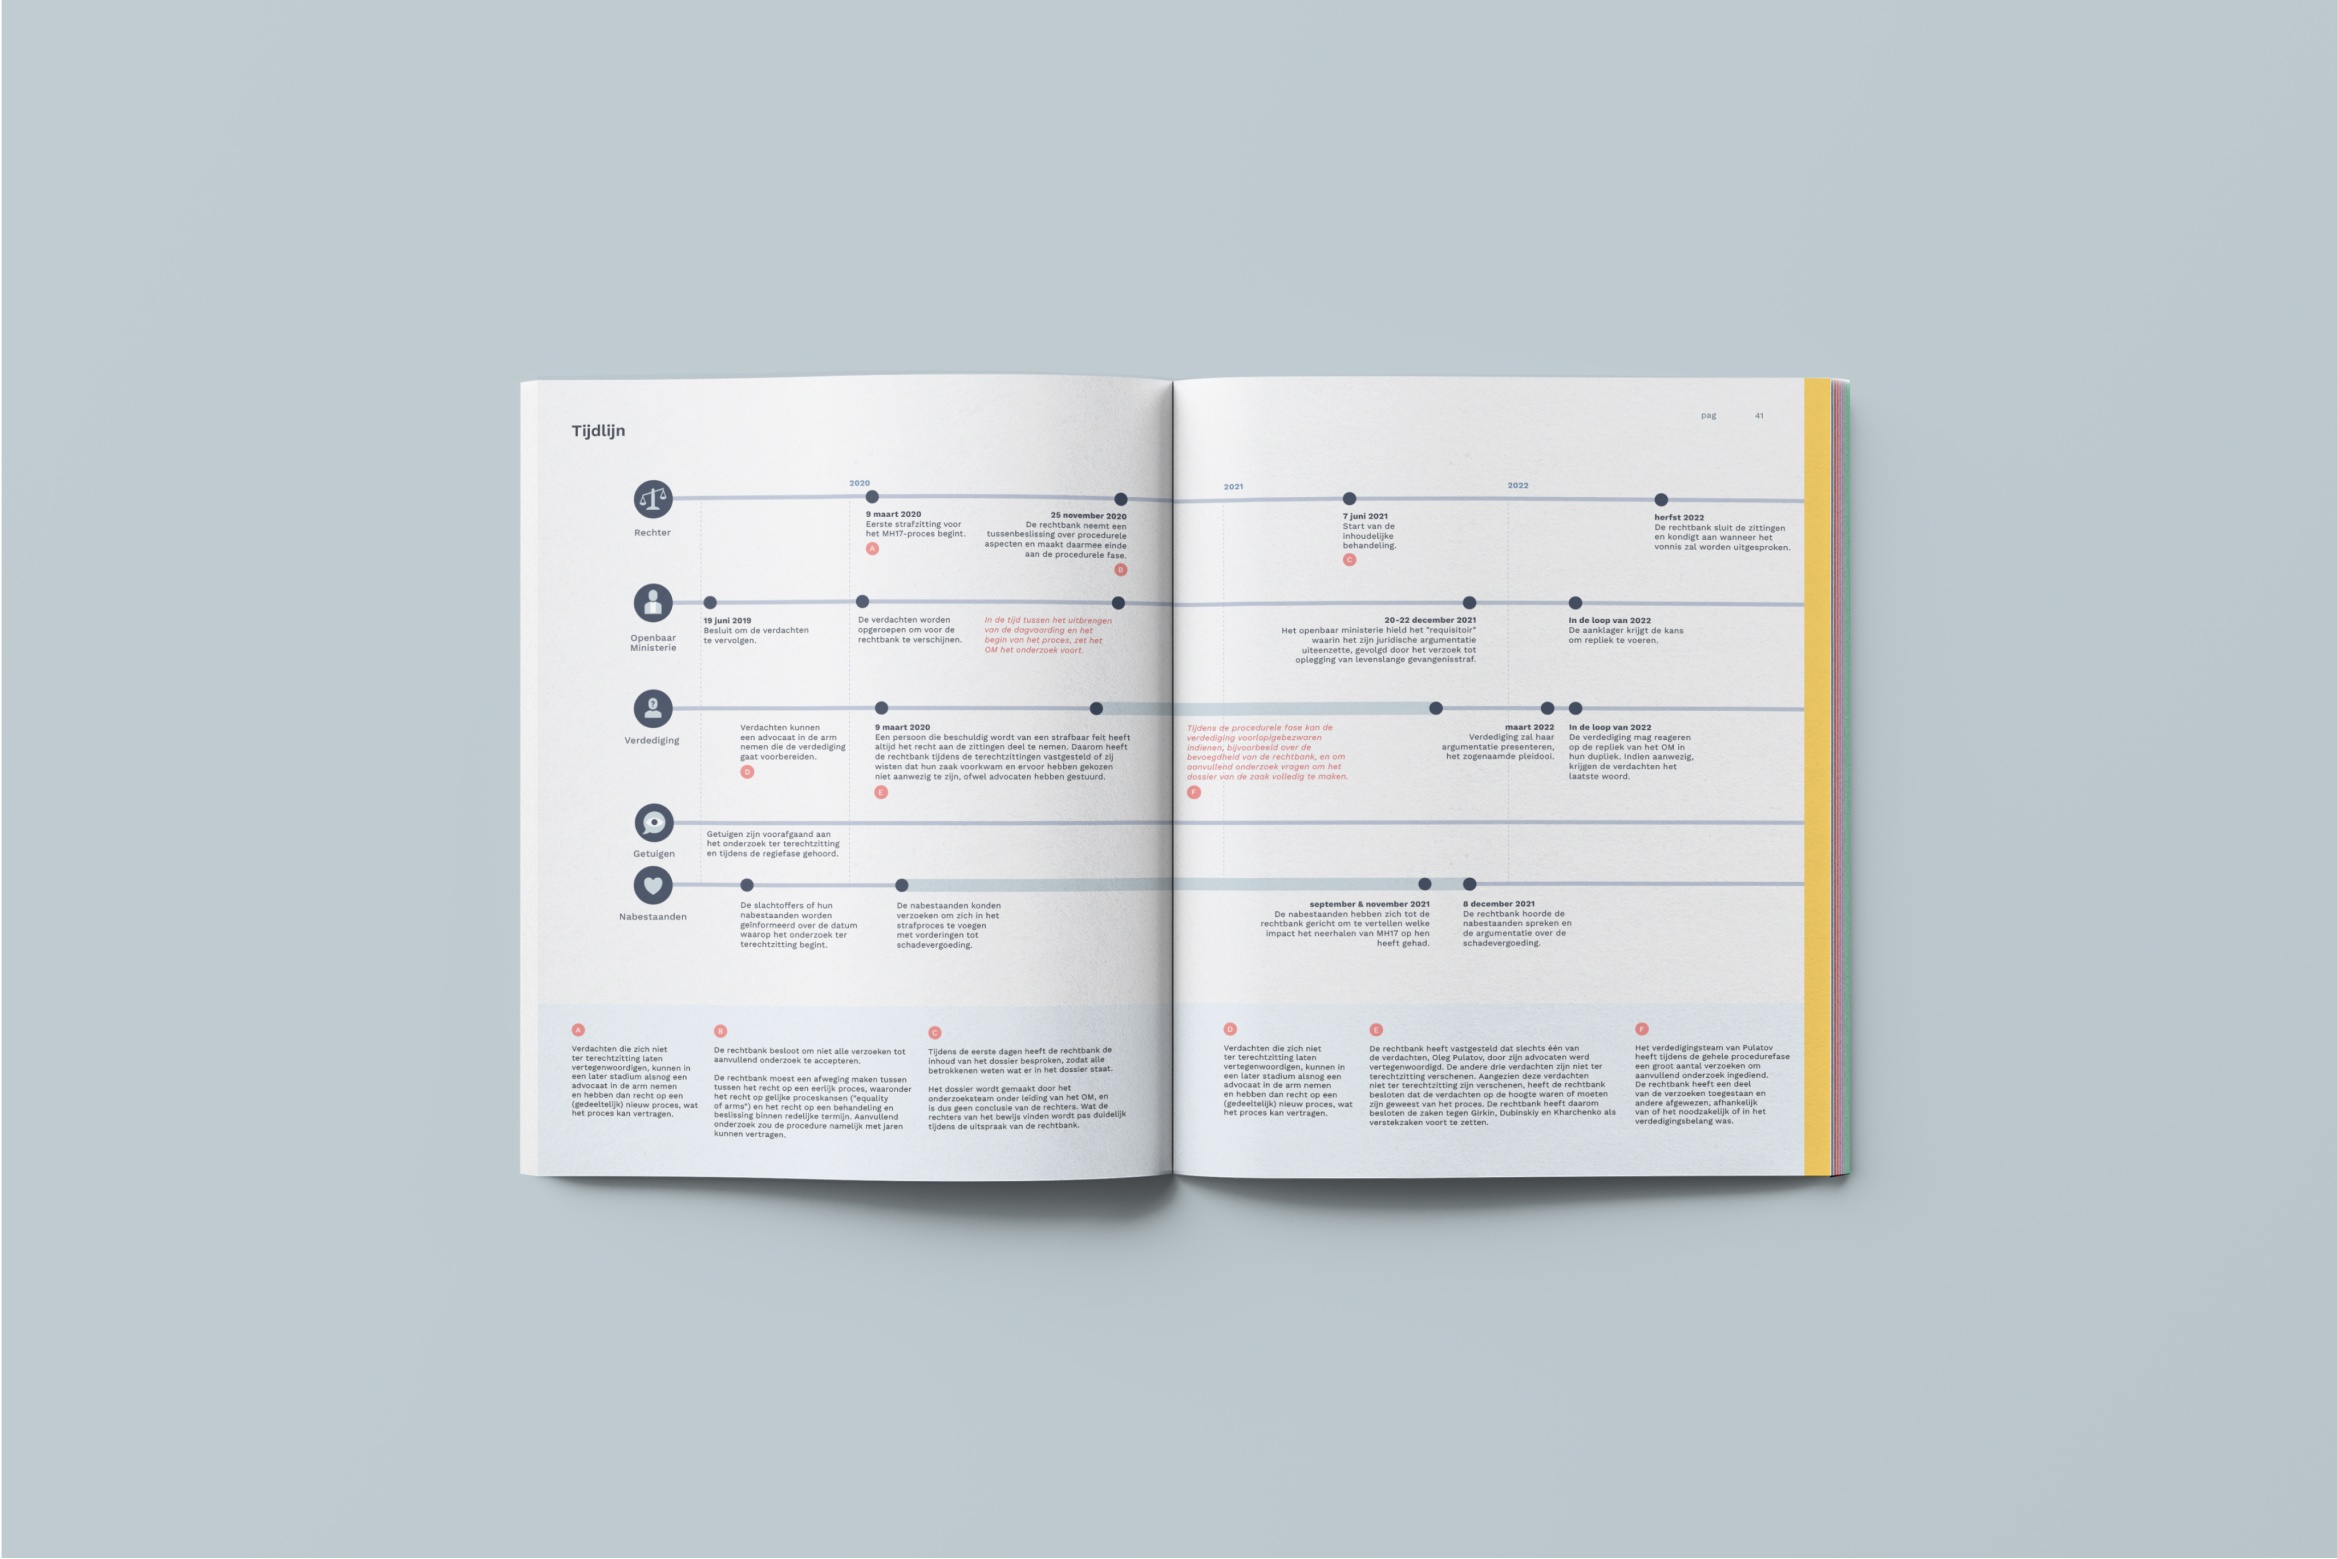 Tijdlijn
pag 41
2020
2021
2022
Rechter
9 maart 2020
Eerste strafzitting voor
het MH17-proces begint.
A
25 november 2020
De rechtbank neemt een
tussenbeslissing over procedurele
aspecten en maakt daarmee einde
aan de procedurele fase.
B
7 juni 2021
Start van de
inhoudelijke
behandeling.
C
herfst 2022
De rechtbank sluit de zittingen
en kondigt aan wanneer het
vonnis zal worden uitgesproken.
Openbaar
Ministerie
19 juni 2019
Besluit om de verdachten
te vervolgen.
De verdachten worden
opgeroepen om voor de
rechtbank te verschijnen.
In de tijd tussen het uitbrengen
van de dagvaarding en het
begin van het proces, zet het
OM het onderzoek voort.
20-22 december 2021
Het openbaar ministerie hield het "requisitoir"
waarin het zijn juridische argumentatie
uiteenzette, gevolgd door het verzoek tot
oplegging van levenslange gevangenisstraf.
In de loop van 2022
De aanklager krijgt de kans
om repliek te voeren.
Verdediging
Verdachten kunnen
een advocaat in de arm
nemen die de verdediging
gaat voorbereiden.
D
9 maart 2020
Een persoon die beschuldig wordt van een strafbaar feit heeft
altijd het recht aan de zittingen deel te nemen. Daarom heeft
de rechtbank tijdens de terechtzittingen vastgesteld of zij
wisten dat hun zaak voorkwam en ervoor hebben gekozen
niet aanwezig te zijn, ofwel advocaten hebben gestuurd.
E
Tijdens de procedurele fase kan de
verdediging voorlopigebezwaren
indienen, bijvoorbeeld over de
bevoegdheid van de rechtbank, en om
aanvullend onderzoek vragen om het
dossier van de zaak volledig te maken.
F
maart 2022
Verdediging zal haar
argumentatie presenteren,
het zogenaamde pleidooi.
In de loop van 2022
De verdediging mag reageren
op de repliek van het OM in
hun dupliek. Indien aanwezig,
krijgen de verdachten het
laatste woord.
Getuigen
Getuigen zijn voorafgaand aan
het onderzoek ter terechtzitting
en tijdens de regiefase gehoord.
Nabestaanden
De slachtoffers of hun
nabestaanden worden
geïnformeerd over de datum
waarop het onderzoek ter
terechtzitting begint.
De nabestaanden konden
verzoeken om zich in het
strafproces te voegen
met vorderingen tot
schadevergoeding.
september & november 2021
De nabestaanden hebben zich tot de
rechtbank gericht om te vertellen welke
impact het neerhalen van MH17 op hen
heeft gehad.
8 december 2021
De rechtbank hoorde de
nabestaanden spreken en
de argumentatie over de
schadevergoeding.
A
Verdachten die zich niet
ter terechtzitting laten
vertegenwoordigen, kunnen in
een later stadium alsnog een
advocaat in de arm nemen
en hebben dan recht op een
(gedeeltelijk) nieuw proces, wat
het proces kan vertragen.
B
De rechtbank besloot om niet alle verzoeken tot
aanvullend onderzoek te accepteren.
De rechtbank moest een afweging maken tussen
tussen het recht op een eerlijk proces, waaronder
het recht op gelijke proceskansen ("equality
of arms") en het recht op een behandeling en
beslissing binnen redelijke termijn. Aanvullend
onderzoek zou de procedure namelijk met jaren
kunnen vertragen.
C
Tijdens de eerste dagen heeft de rechtbank de
inhoud van het dossier besproken, zodat alle
betrokkenen weten wat er in het dossier staat.
Het dossier wordt gemaakt door het
onderzoeksteam onder leiding van het OM, en
is dus geen conclusie van de rechters. Wat de
rechters van het bewijs vinden wordt pas duidelijk
tijdens de uitspraak van de rechtbank.
D
Verdachten die zich niet
ter terechtzitting laten
vertegenwoordigen, kunnen in
een later stadium alsnog een
advocaat in de arm nemen
en hebben dan recht op een
(gedeeltelijk) nieuw proces, wat
het proces kan vertragen.
E
De rechtbank heeft vastgesteld dat slechts één van
de verdachten, Oleg Pulatov, door zijn advocaten werd
vertegenwoordigd. De andere drie verdachten zijn niet ter
terechtzitting verschenen. Aangezien deze verdachten
niet ter terechtzitting zijn verschenen, heeft de rechtbank
besloten dat de verdachten op de hoogte waren of moeten
zijn geweest van het proces. De rechtbank heeft daarom
besloten de zaken tegen Girkin, Dubinskiy en Kharchenko als
verstekzaken voort te zetten.
F
Het verdedigingsteam van Pulatov
heeft tijdens de gehele procedurefase
een groot aantal verzoeken om
aanvullend onderzoek ingediend.
De rechtbank heeft een deel
van de verzoeken toegestaan en
andere afgewezen, afhankelijk
van of het noodzakelijk of in het
verdedigingsbelang was.